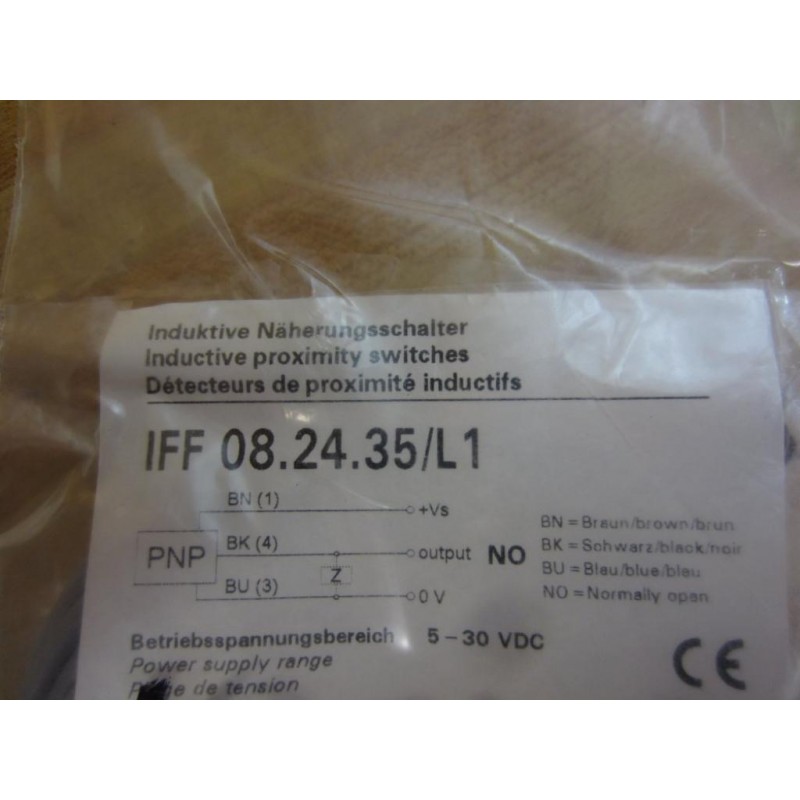 Induktive Näherungsschalter
Inductive proximity switches
Détecteurs de proximité inductifs
IFF 08.24.35/L1
BN (1) +Vs
PNP BK (4) output NO
Z
BU (3) 0 V
BN = Braun/brown/brun
BK = Schwarz/black/noir
BU = Blau/blue/bleu
NO = Normally open
Betriebsspannungsbereich 5 – 30 VDC
Power supply range
de tension
CE